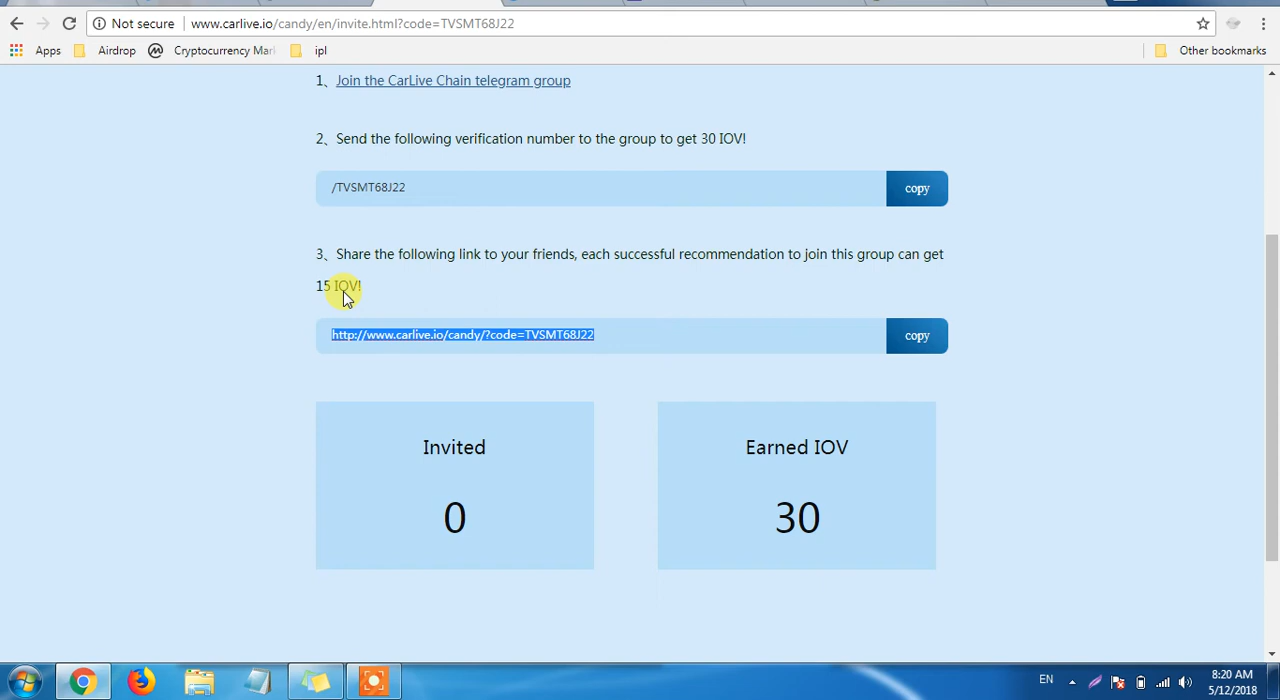 Not secure www.carlive.io/candy/en/invite.html?code=TVSMT68J22
Apps Airdrop Cryptocurrency Mar ipl Other bookmarks
1、Join the CarLive Chain telegram group
2、Send the following verification number to the group to get 30 IOV!
/TVSMT68J22 copy
3、Share the following link to your friends, each successful recommendation to join this group can get
15 IOV!
http://www.carlive.io/candy/?code=TVSMT68J22 copy
Invited Earned IOV
0 30
EN 8:20 AM
5/12/2018